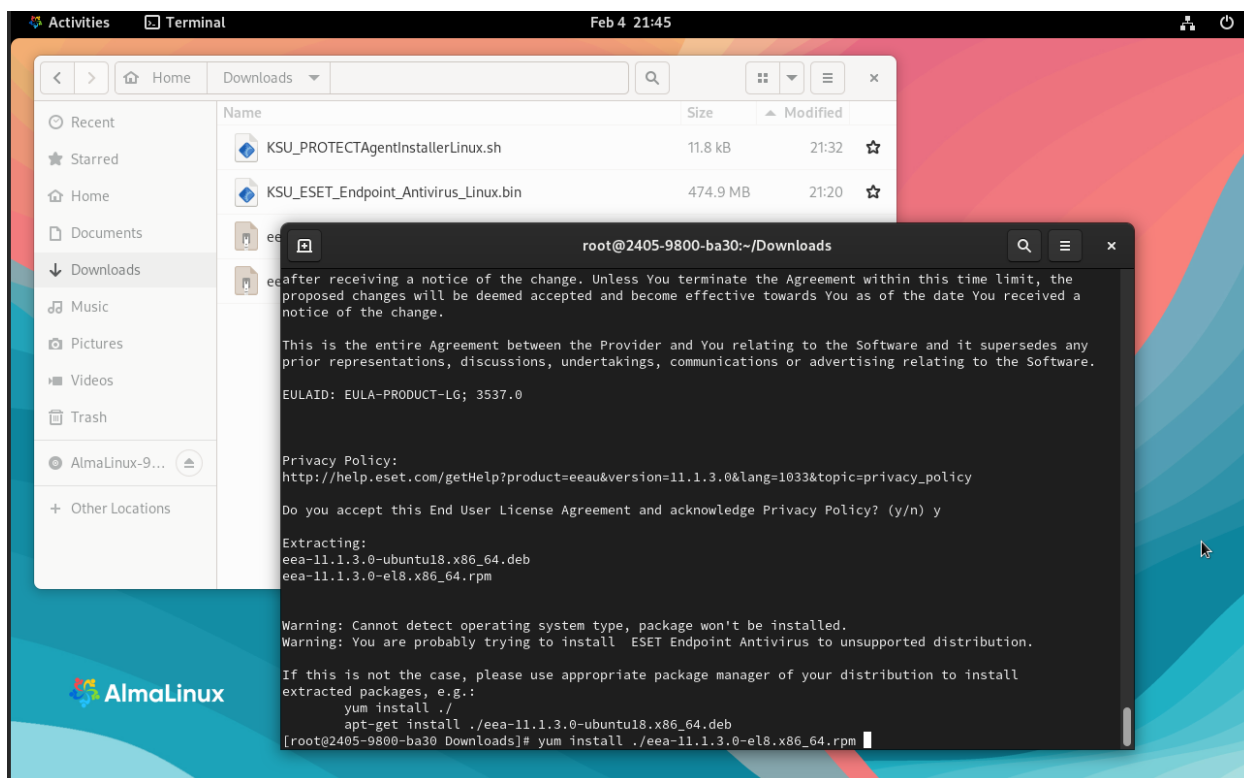 Activities Terminal Feb 4 21:45
Home Downloads
Recent
Starred
Home
Documents
Downloads
Music
Pictures
Videos
Trash
AlmaLinux-9...
+ Other Locations
Name Size Modified
KSU_PROTECTAgentInstallerLinux.sh 11.8 kB 21:32
KSU_ESET_Endpoint_Antivirus_Linux.bin 474.9 MB 21:20
ee
ee
root@2405-9800-ba30:~/Downloads
after receiving a notice of the change. Unless You terminate the Agreement within this time limit, the
proposed changes will be deemed accepted and become effective towards You as of the date You received a
notice of the change.
This is the entire Agreement between the Provider and You relating to the Software and it supersedes any
prior representations, discussions, undertakings, communications or advertising relating to the Software.
EULAID: EULA-PRODUCT-LG; 3537.0
Privacy Policy:
http://help.eset.com/getHelp?product=eeau&version=11.1.3.0&lang=1033&topic=privacy_policy
Do you accept this End User License Agreement and acknowledge Privacy Policy? (y/n) y
Extracting:
eea-11.1.3.0-ubuntu18.x86_64.deb
eea-11.1.3.0-el8.x86_64.rpm
Warning: Cannot detect operating system type, package won't be installed.
Warning: You are probably trying to install  ESET Endpoint Antivirus to unsupported distribution.
If this is not the case, please use appropriate package manager of your distribution to install
extracted packages, e.g.:
yum install ./
apt-get install ./eea-11.1.3.0-ubuntu18.x86_64.deb
[root@2405-9800-ba30 Downloads]# yum install ./eea-11.1.3.0-el8.x86_64.rpm
AlmaLinux